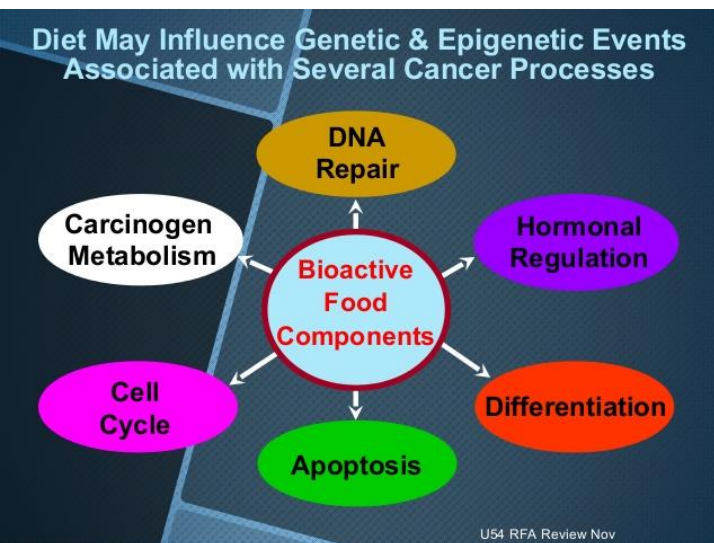 Diet May Influence Genetic & Epigenetic Events
Associated with Several Cancer Processes
DNA
Repair
Carcinogen
Metabolism
Hormonal
Regulation
Bioactive
Food
Components
Cell
Cycle
Differentiation
Apoptosis
U54 RFA Review Nov